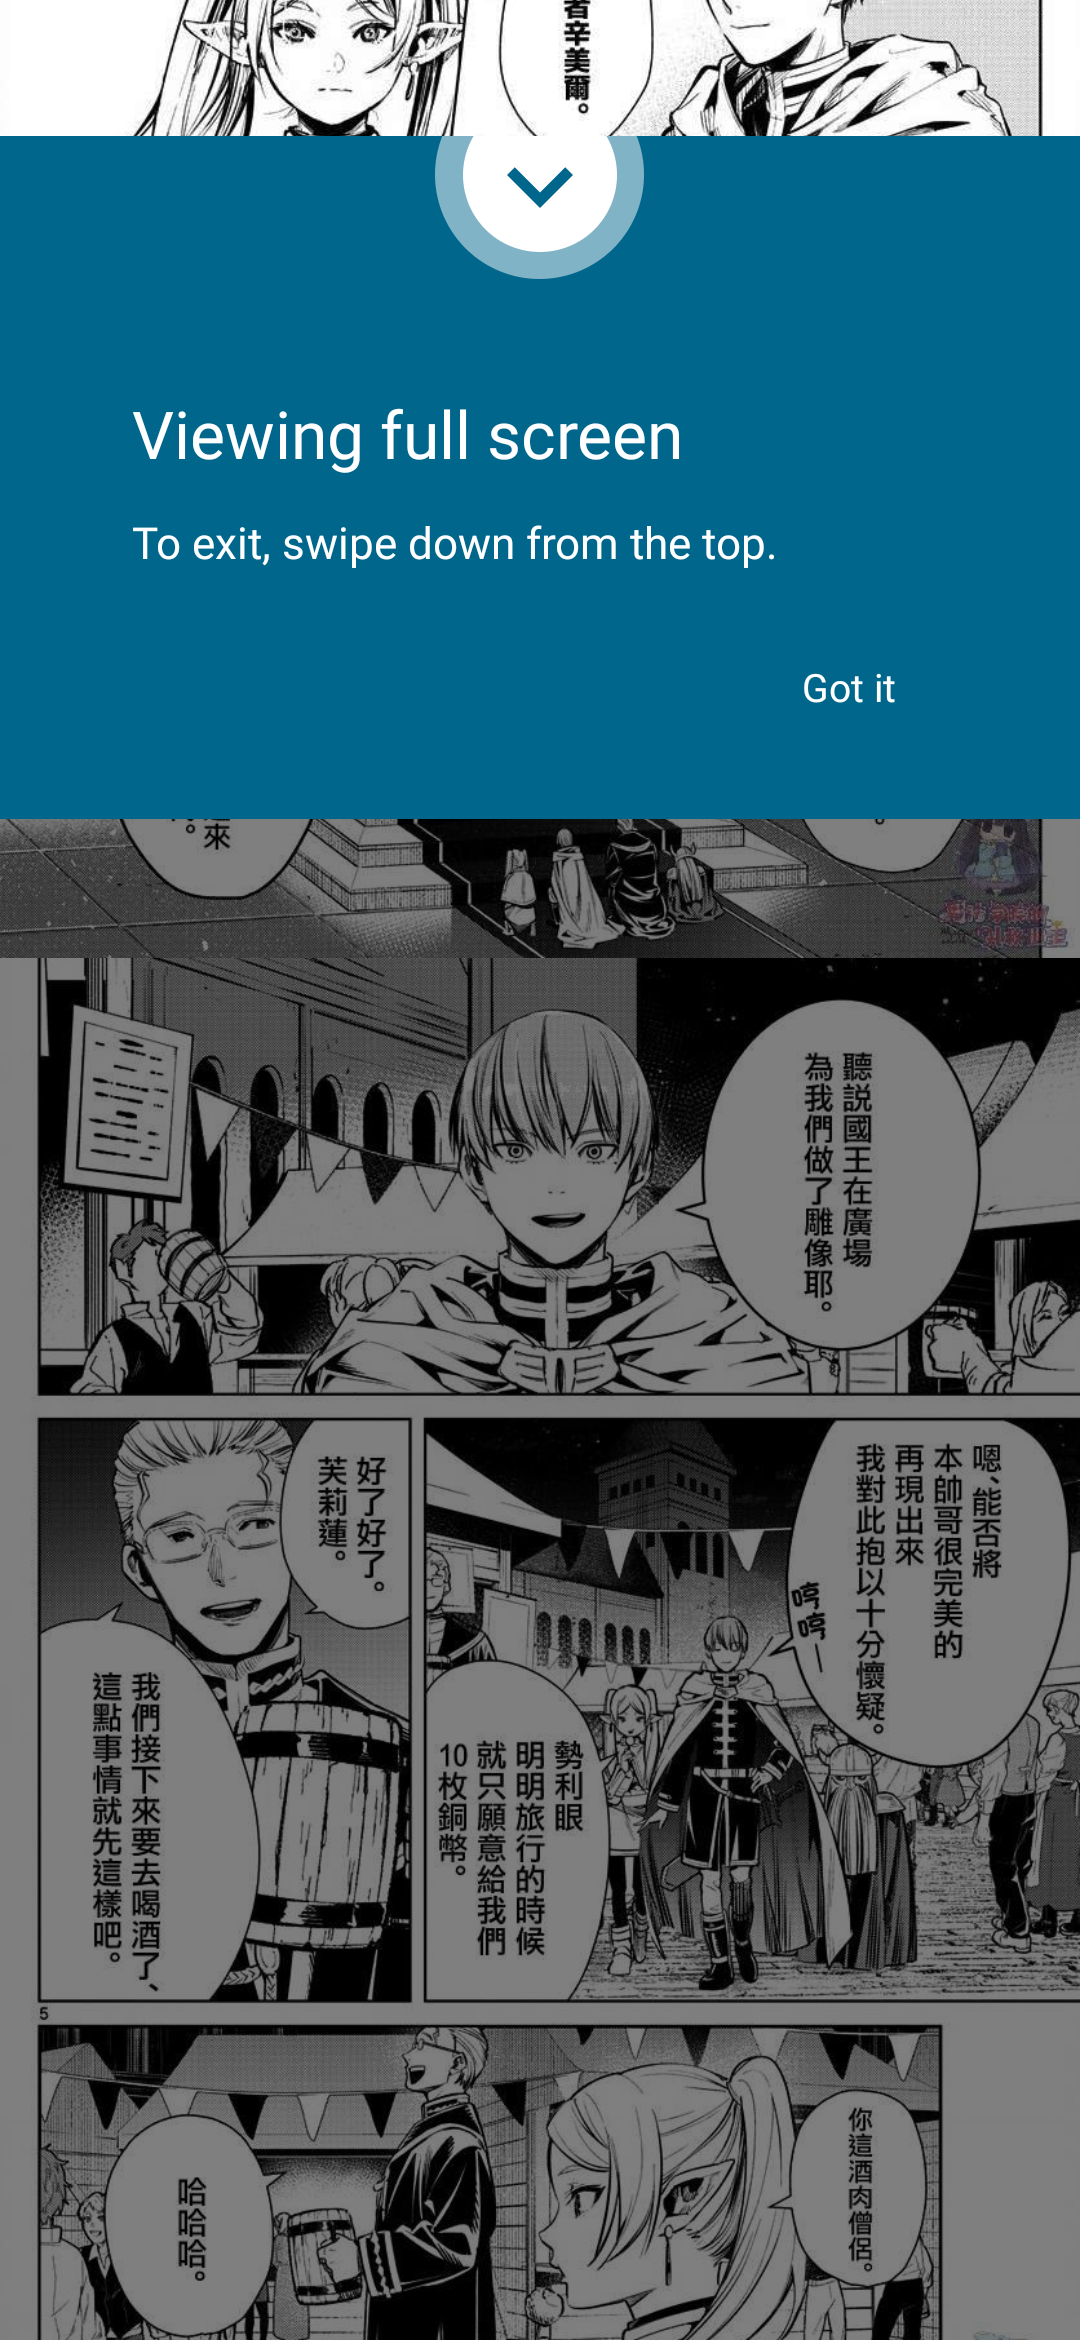 者辛美爾。
Viewing full screen
To exit, swipe down from the top.
Got it
。
來
。
聽説國王在廣場
為我們做了雕像耶。
嗯、能否將
本帥哥很完美的
再現出來
我對此抱以十分懷疑。
哼哼—
勢利眼
明明旅行的時候
就只願意給我們
10枚銅幣。
好了好了。
芙莉蓮。
我們接下來要去喝酒了、
這點事情就先這樣吧。
5
你這酒肉僧侶。
哈哈哈。